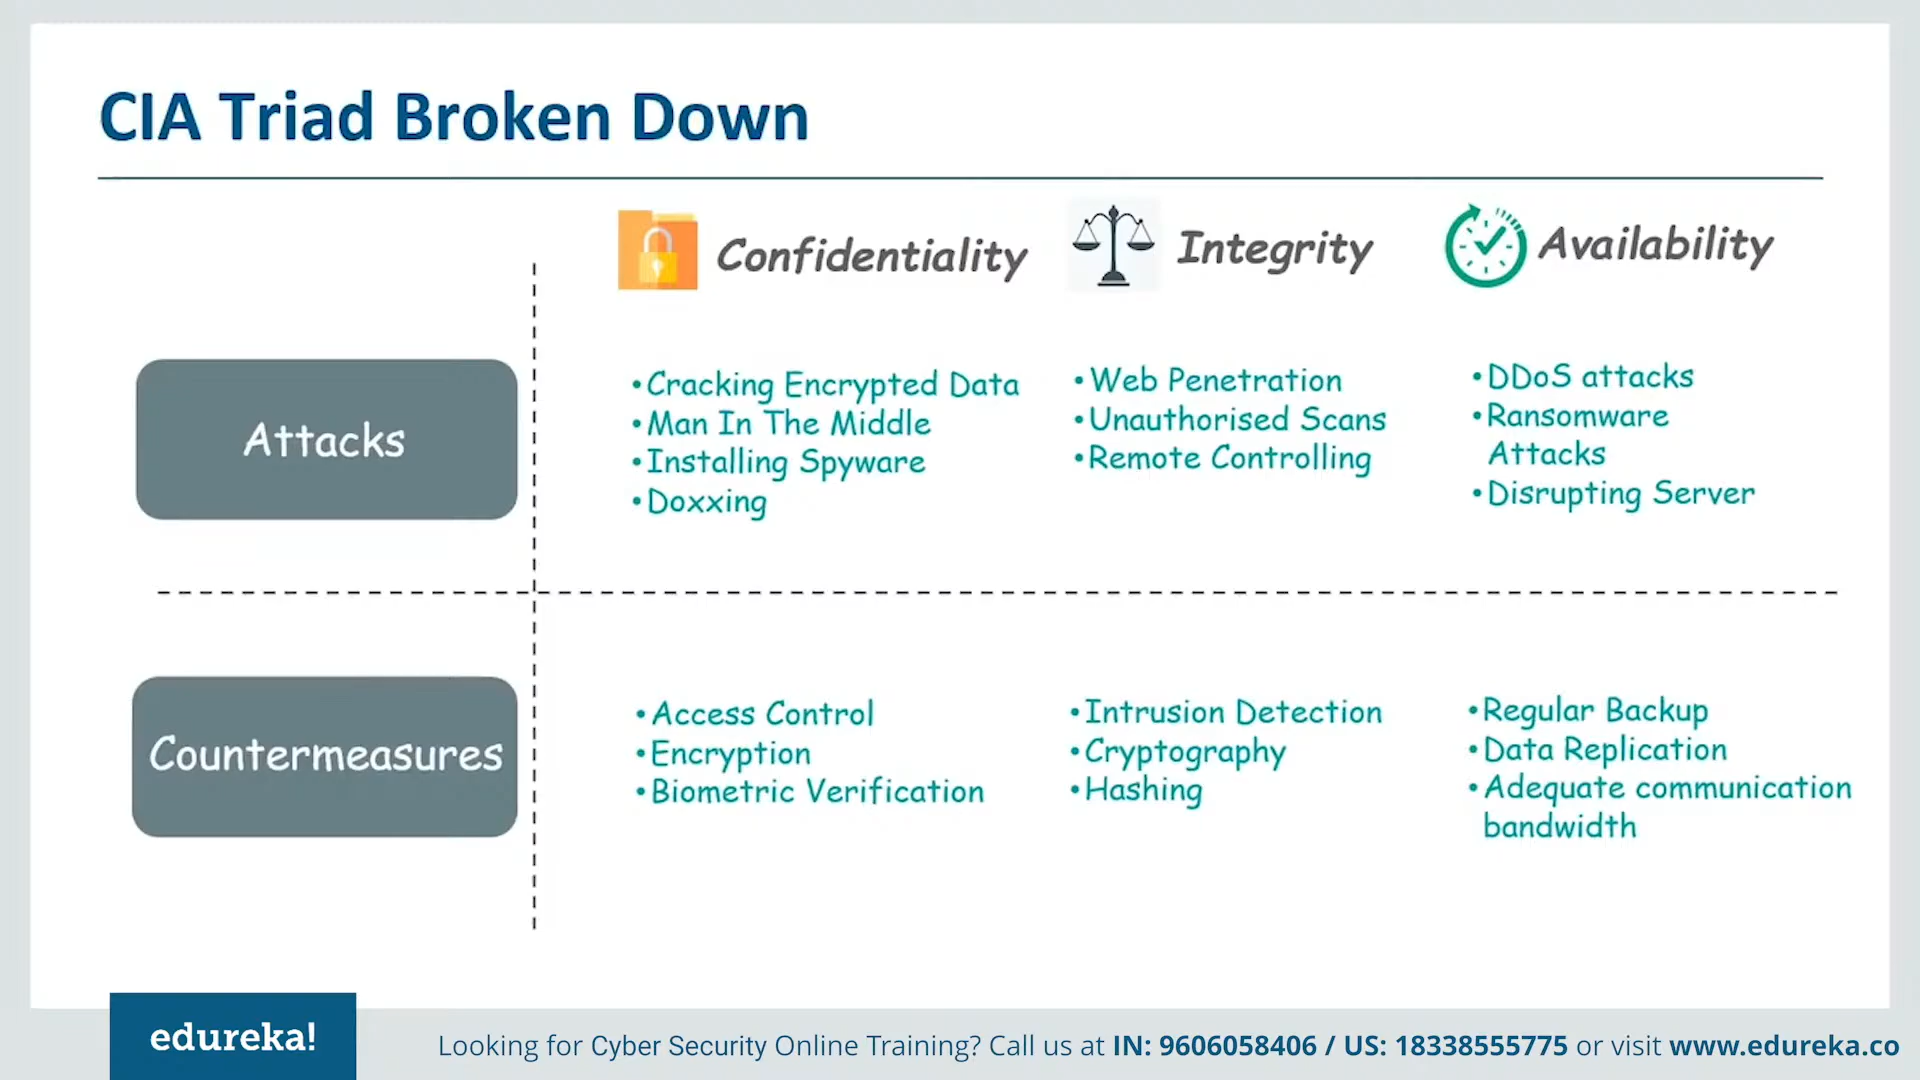 CIA Triad Broken Down
Confidentiality
Integrity
Availability
Attacks
•Cracking Encrypted Data
•Man In The Middle
•Installing Spyware
•Doxxing
•Web Penetration
•Unauthorised Scans
•Remote Controlling
•DDoS attacks
•Ransomware
Attacks
•Disrupting Server
Countermeasures
•Access Control
•Encryption
•Biometric Verification
•Intrusion Detection
•Cryptography
•Hashing
•Regular Backup
•Data Replication
•Adequate communication
bandwidth
edureka!
Looking for Cyber Security Online Training? Call us at IN: 9606058406 / US: 18338555775 or visit www.edureka.co